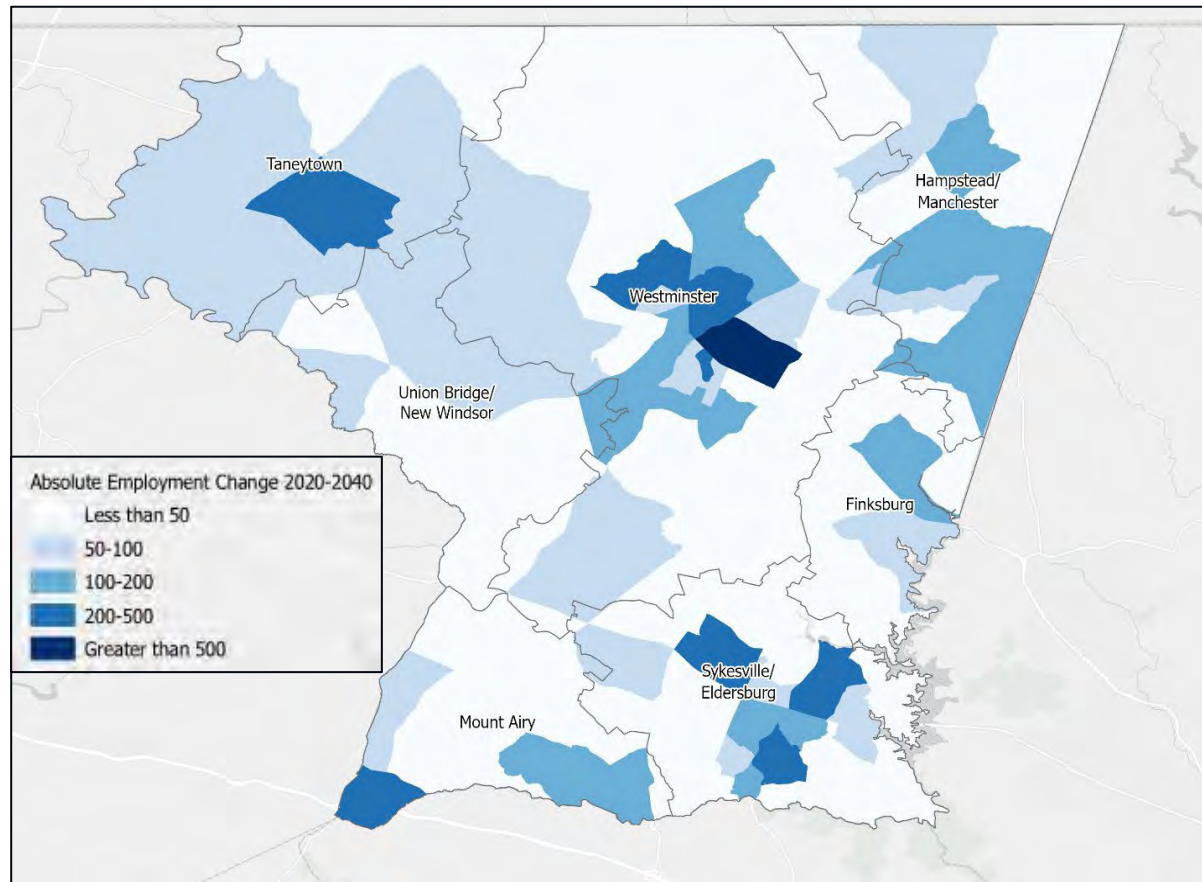 Taneytown
Hampstead/
Manchester
Westminster
Union Bridge/
New Windsor
Absolute Employment Change 2020-2040
Less than 50
50-100
100-200
200-500
Greater than 500
Finksburg
Sykesville/
Eldersburg
Mount Airy